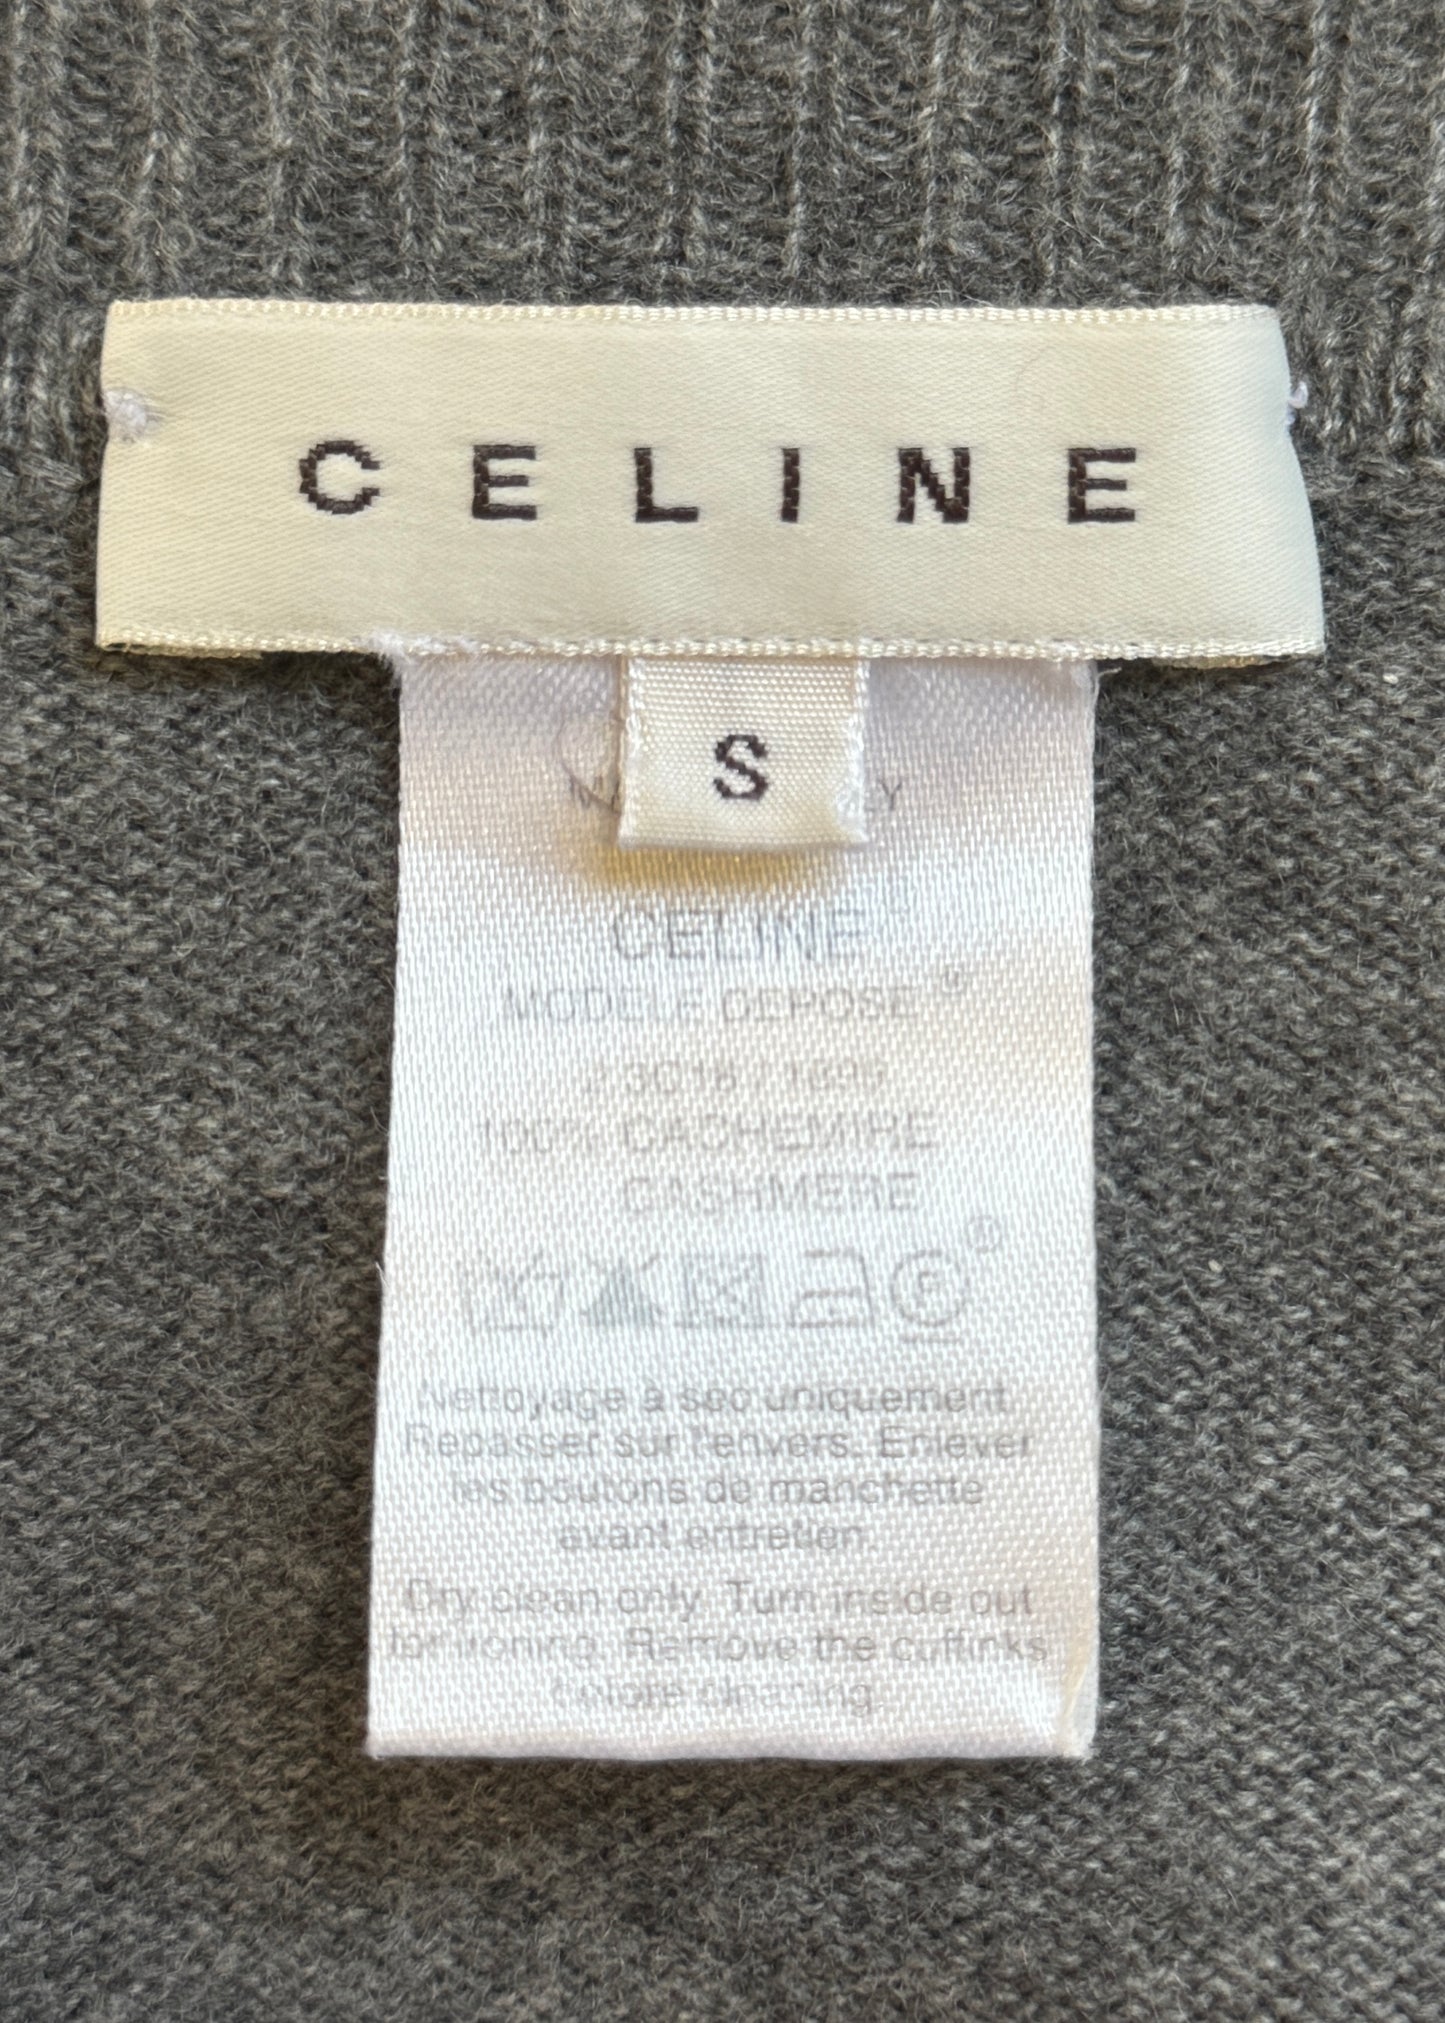 CELINE
S
CELINE
MODELE DEPOSE
100% CACHEMIRE
CASHMERE
P
Nettoyage à sec uniquement
Repasser sur l'envers. Enlever
les boutons de manchette
avant entretien.
Dry clean only. Turn inside out
for ironing. Remove the cufflinks
before cleaning.